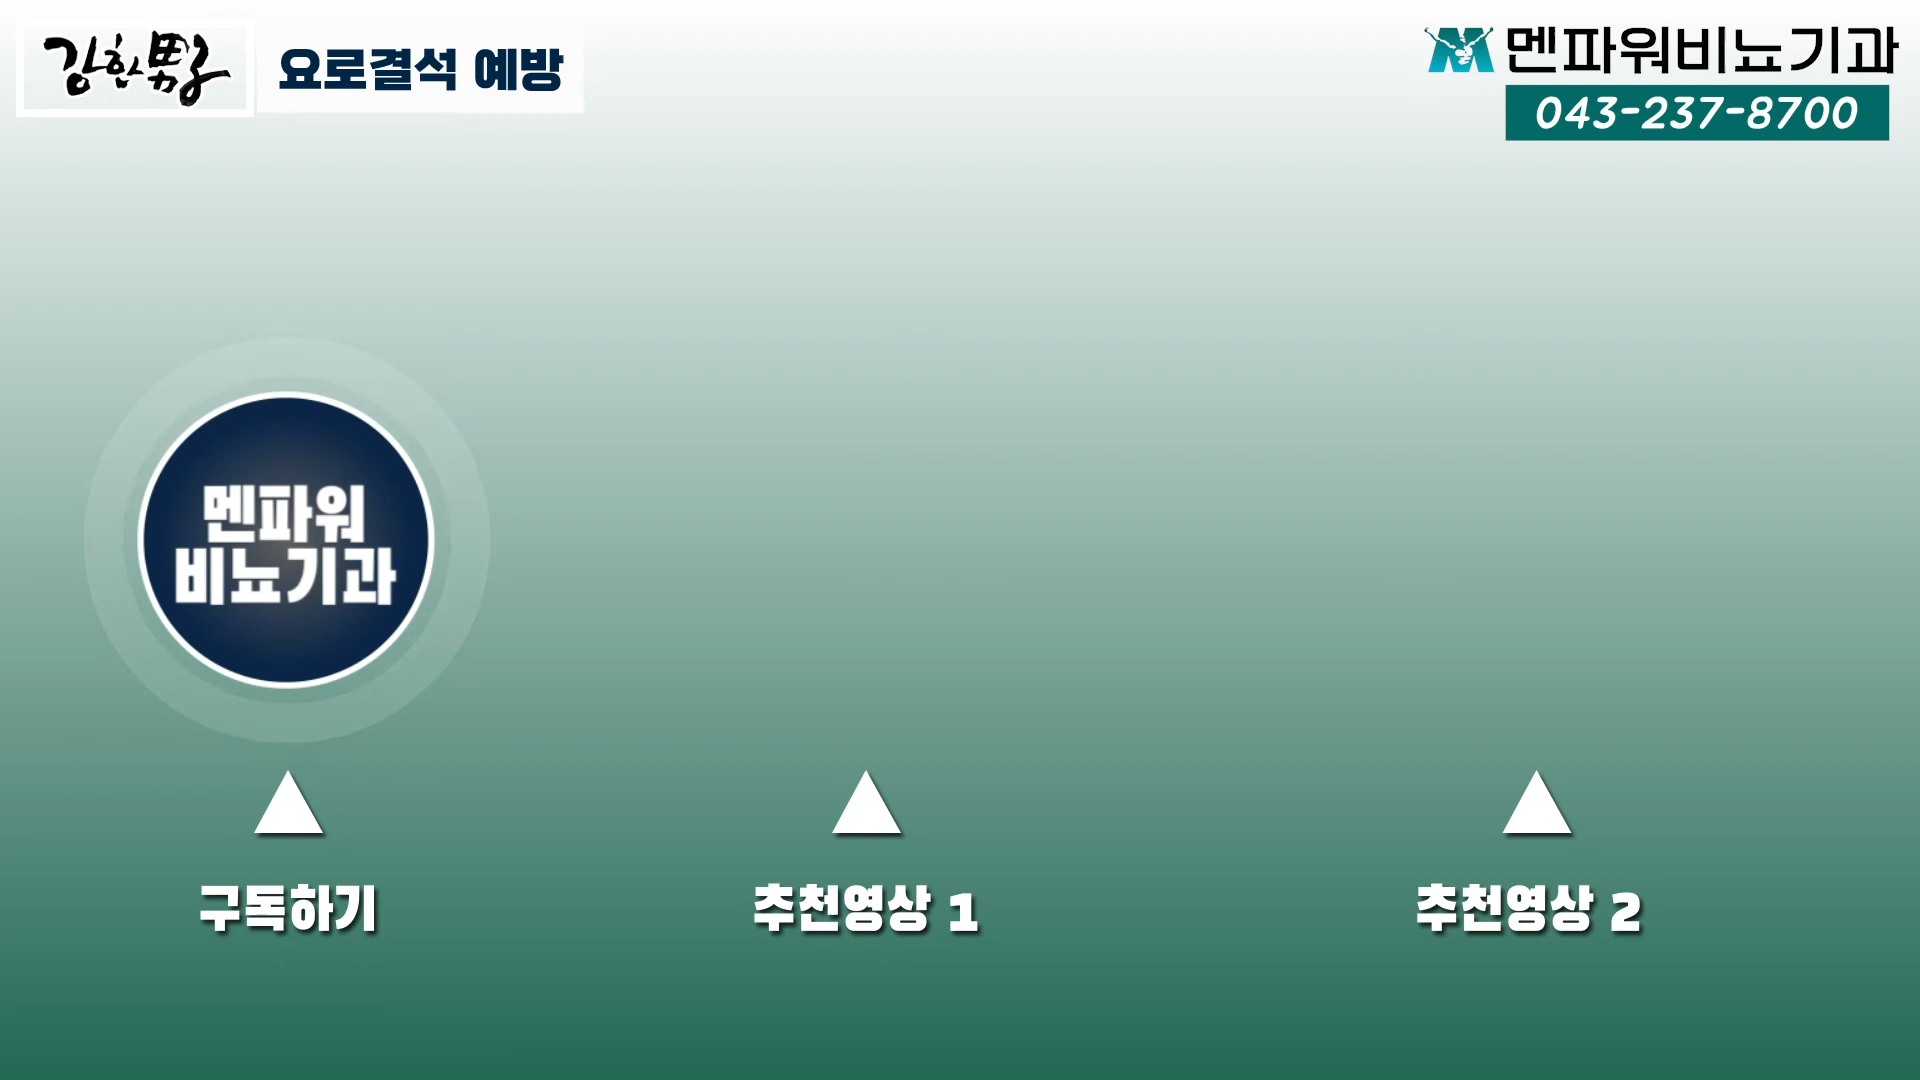 강한男子
요로결석 예방
멘파워비뇨기과
043-237-8700
멘파워
비뇨기과
구독하기
추천영상 1
추천영상 2